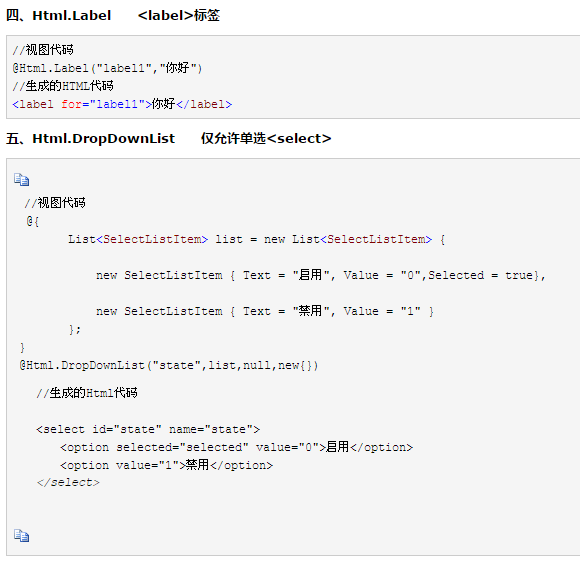 四、Html.Label <label>标签
//视图代码
@Html.Label("label1","你好")
//生成的HTML代码
<label for="label1">你好</label>
五、Html.DropDownList 仅允许单选<select>
//视图代码
@{
List<SelectListItem> list = new List<SelectListItem> {
new SelectListItem { Text = "启用", Value = "0",Selected = true},
new SelectListItem { Text = "禁用", Value = "1" }
};
}
@Html.DropDownList("state",list,null,new{})
//生成的Html代码
<select id="state" name="state">
<option selected="selected" value="0">启用</option>
<option value="1">禁用</option>
</select>